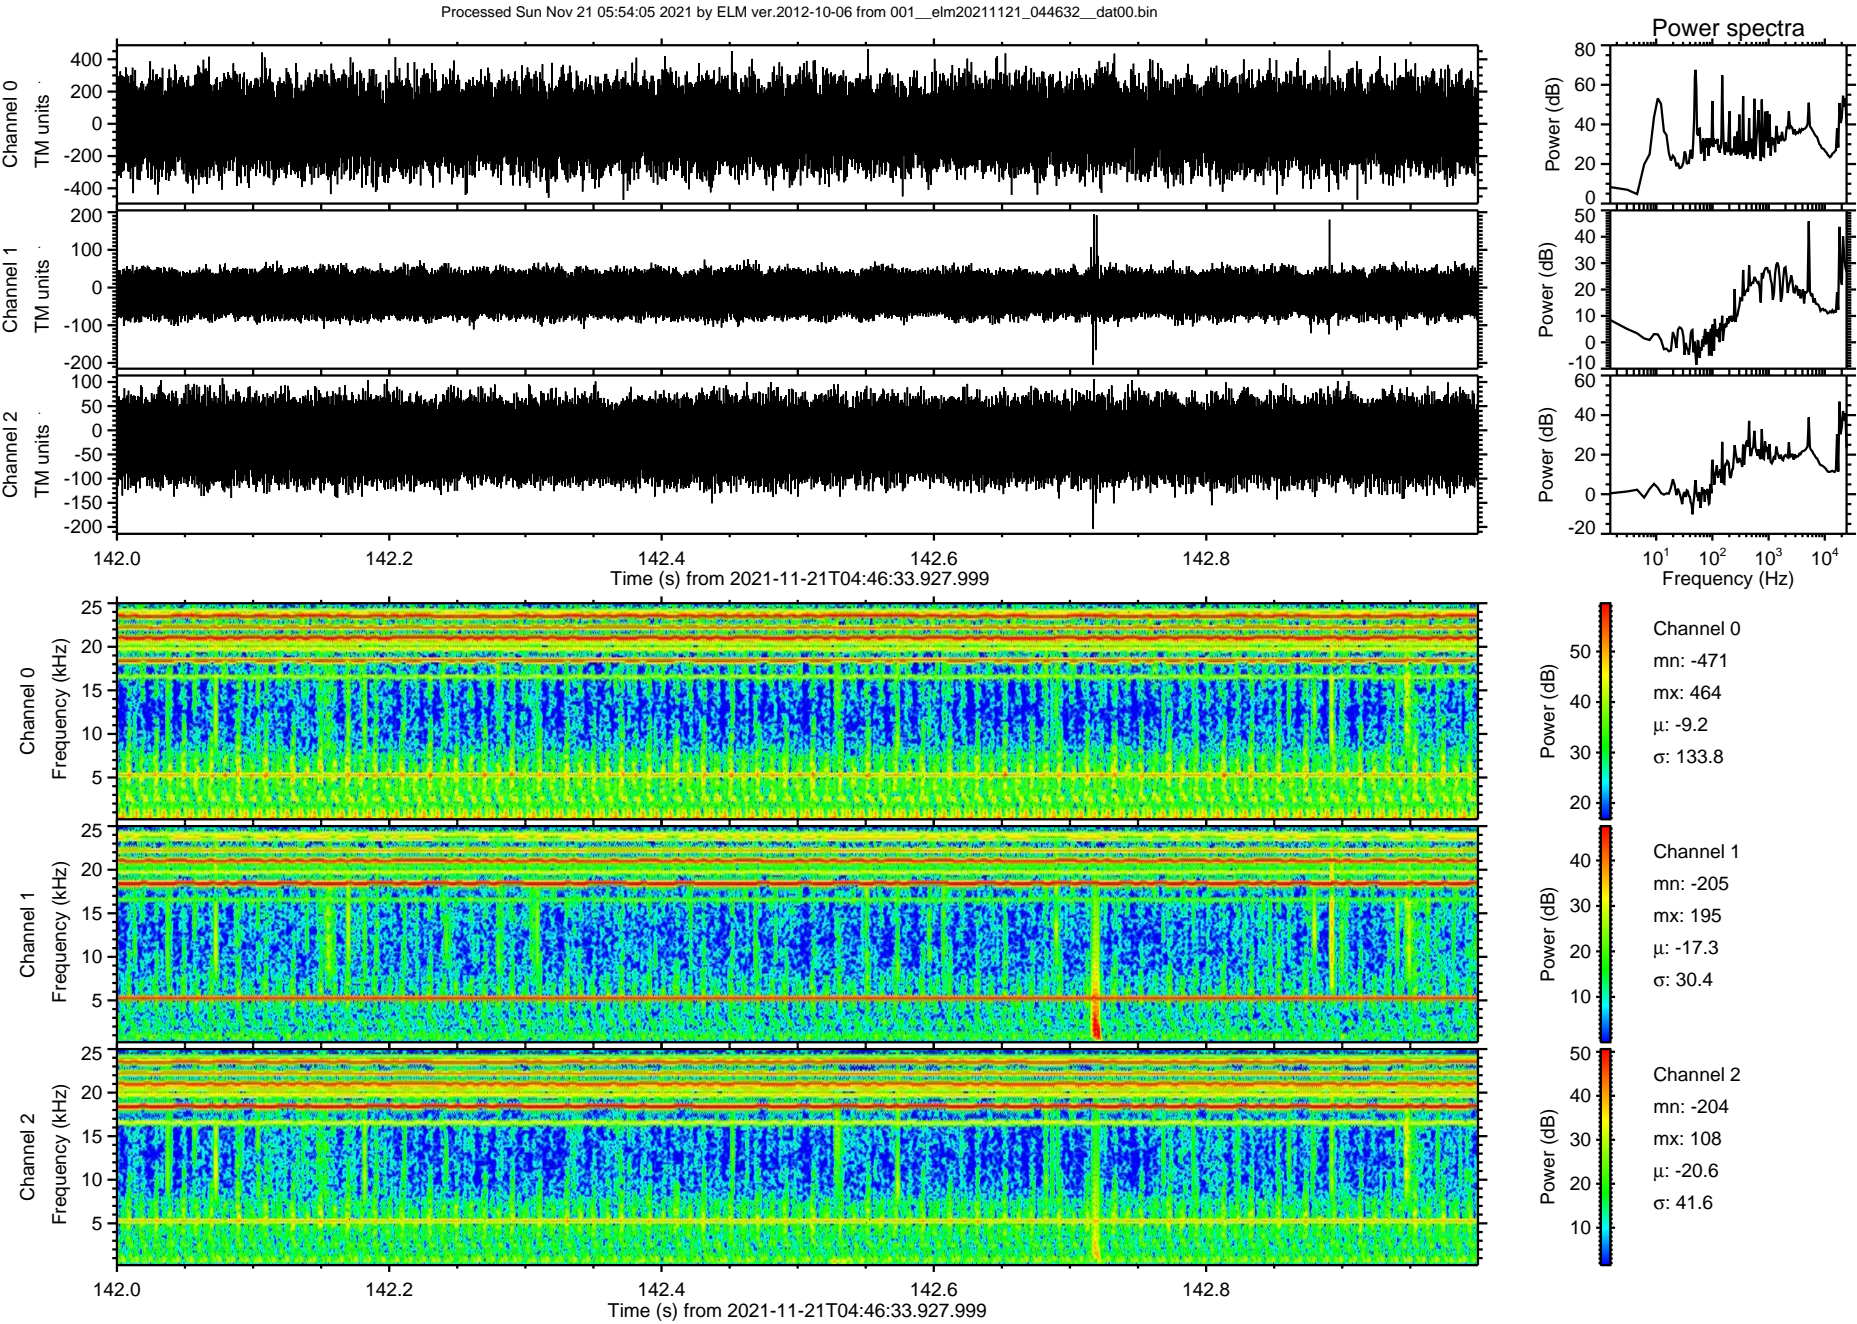 Processed Sun Nov 21 05:54:05 2021 by ELM ver.2012-10-06 from 001__elm20211121_044632__dat00.bin
Power spectra
Channel 0
TM units
400
200
0
-200
-400
Power (dB)
80
60
40
20
0
Channel 1
TM units
200
100
0
-100
-200
Power (dB)
50
40
30
20
10
0
-10
Channel 2
TM units
100
50
0
-50
-100
-150
-200
Power (dB)
60
40
20
0
-20
142.0 142.2 142.4 142.6 142.8
Time (s) from 2021-11-21T04:46:33.927.999
10¹ 10² 10³ 10⁴
Frequency (Hz)
Channel 0
Frequency (kHz)
25
20
15
10
5
Power (dB)
50
40
30
20
Channel 0
mn: -471
mx: 464
µ: -9.2
σ: 133.8
Channel 1
Frequency (kHz)
25
20
15
10
5
Power (dB)
40
30
20
10
Channel 1
mn: -205
mx: 195
µ: -17.3
σ: 30.4
Channel 2
Frequency (kHz)
25
20
15
10
5
Power (dB)
50
40
30
20
10
Channel 2
mn: -204
mx: 108
µ: -20.6
σ: 41.6
142.0 142.2 142.4 142.6 142.8
Time (s) from 2021-11-21T04:46:33.927.999